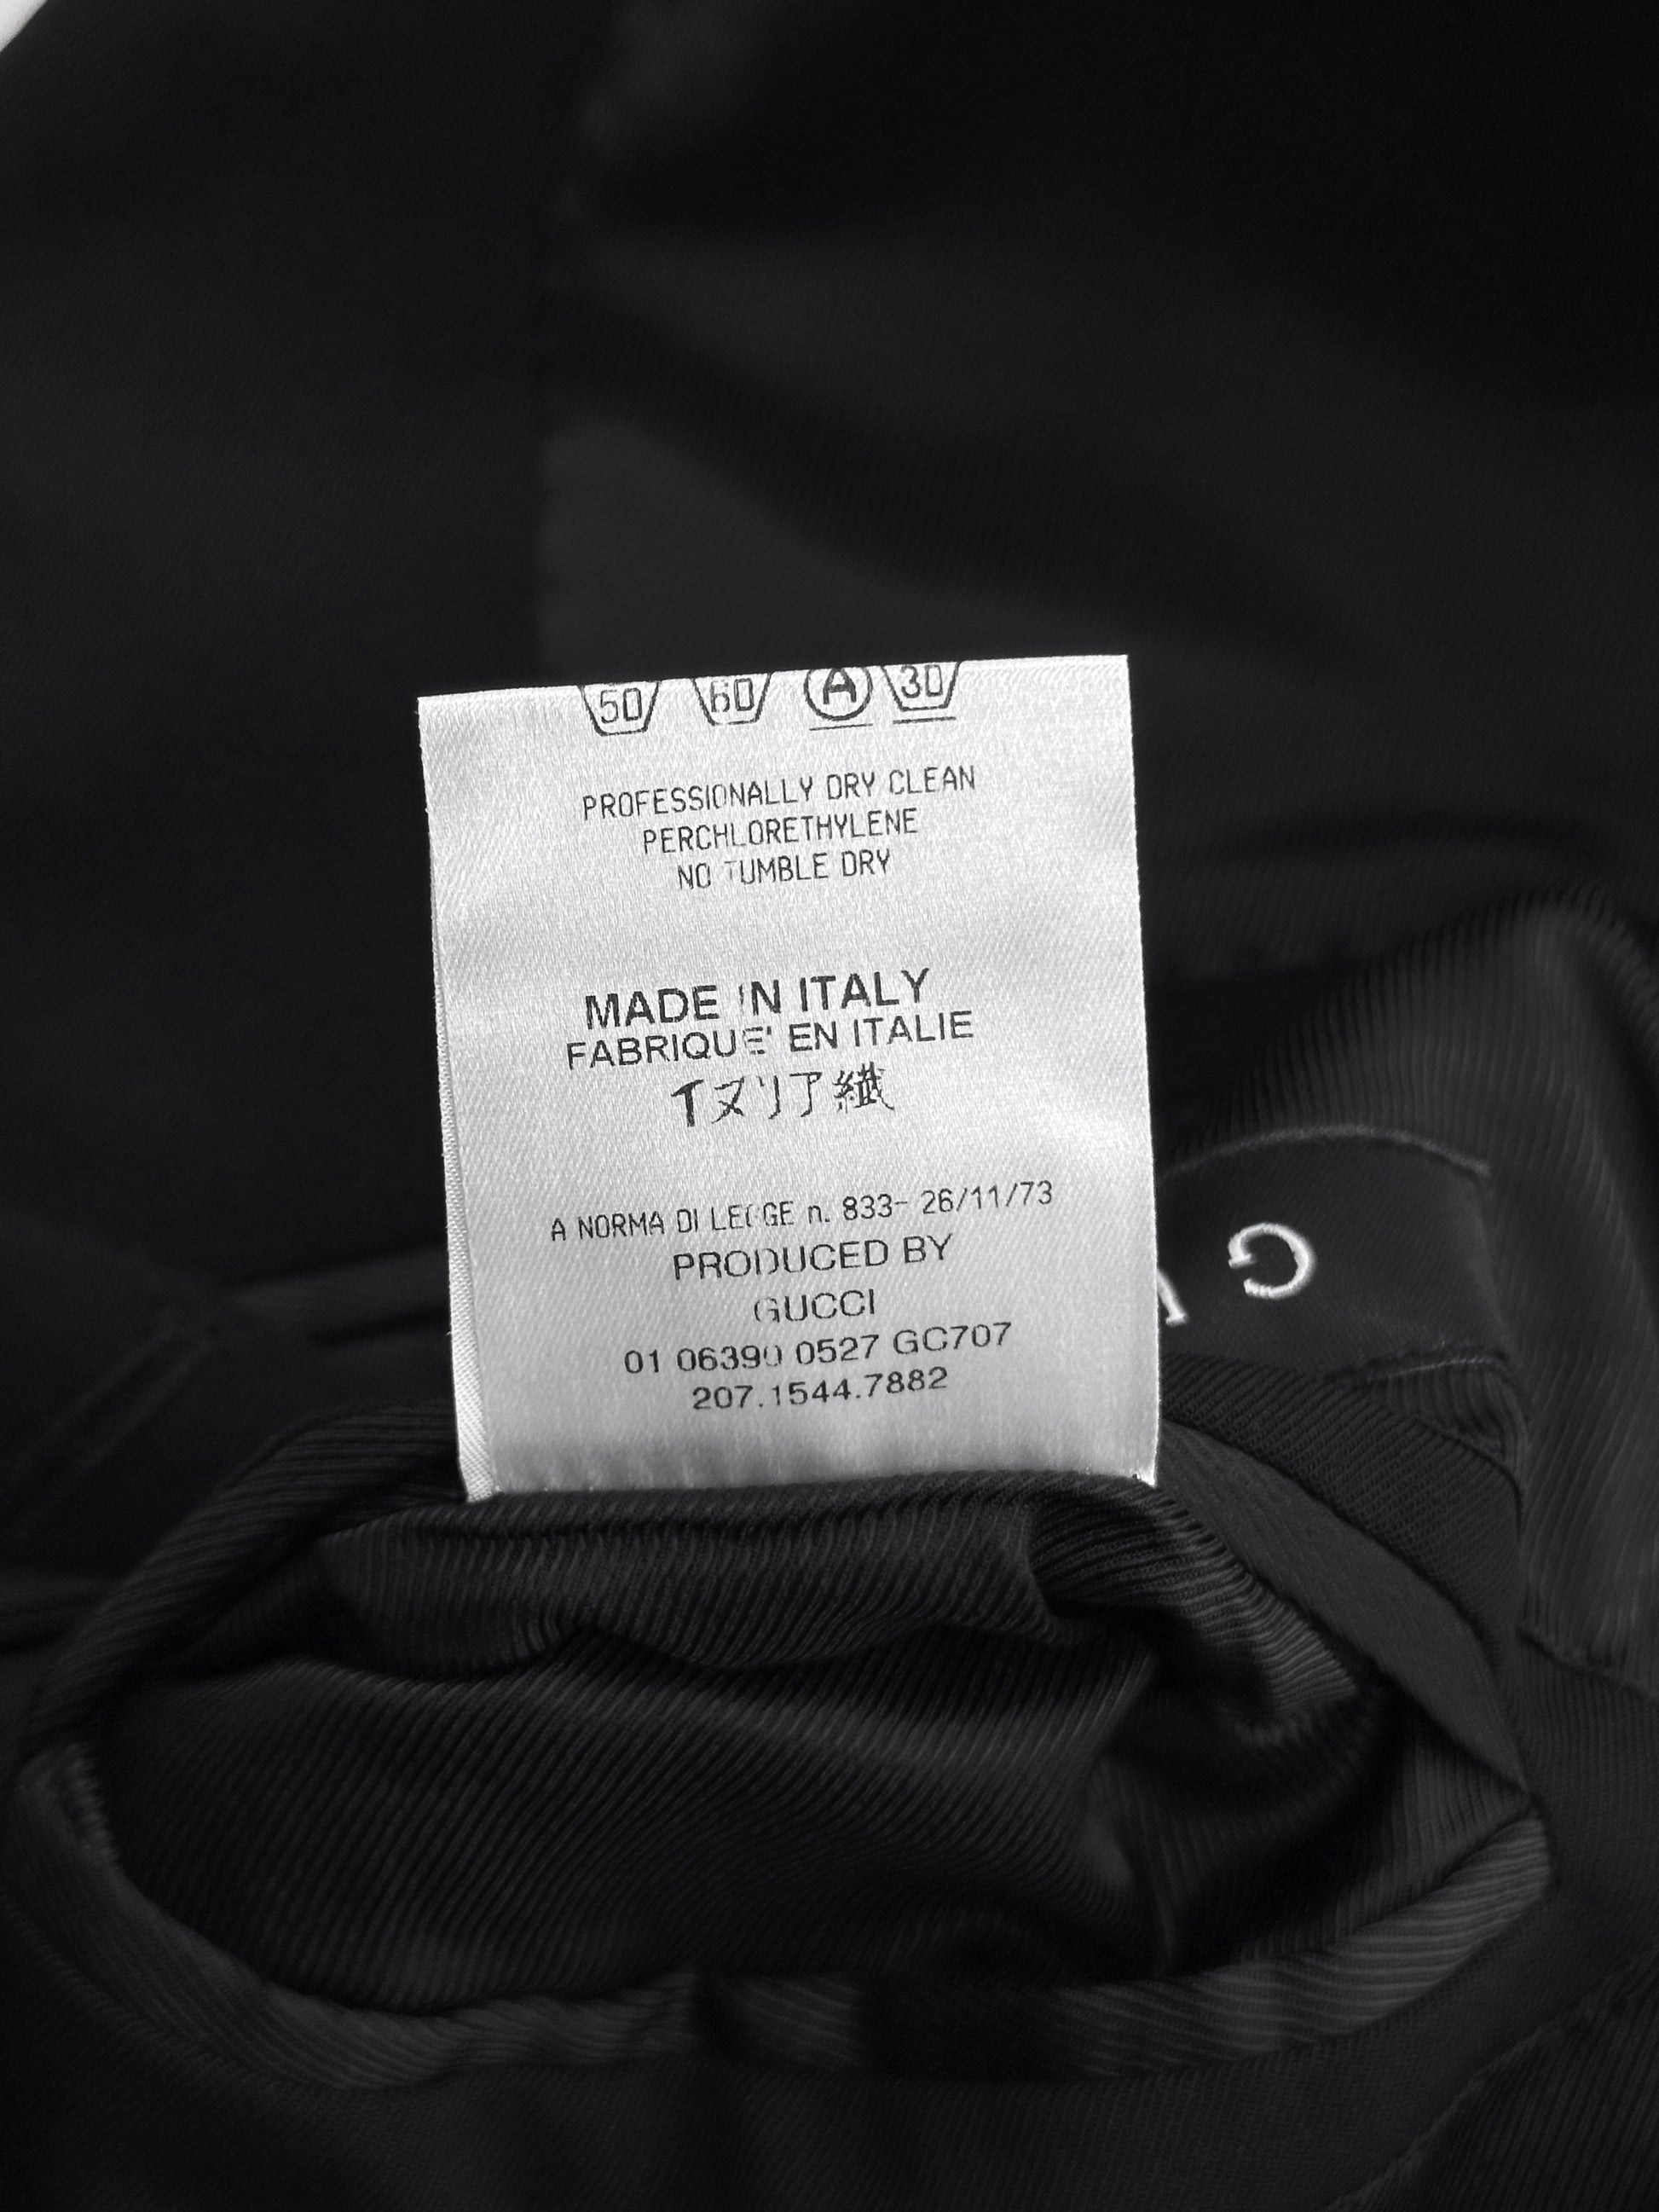 50 60 A 30
PROFESSIONALLY DRY CLEAN
PERCHLORETHYLENE
NO TUMBLE DRY
MADE IN ITALY
FABRIQUE' EN ITALIE
イヌリア繊
A NORMA DI LEGGE n. 833- 26/11/73
PRODUCED BY
GUCCI
01 06390 0527 GC707
207.1544.7882
G